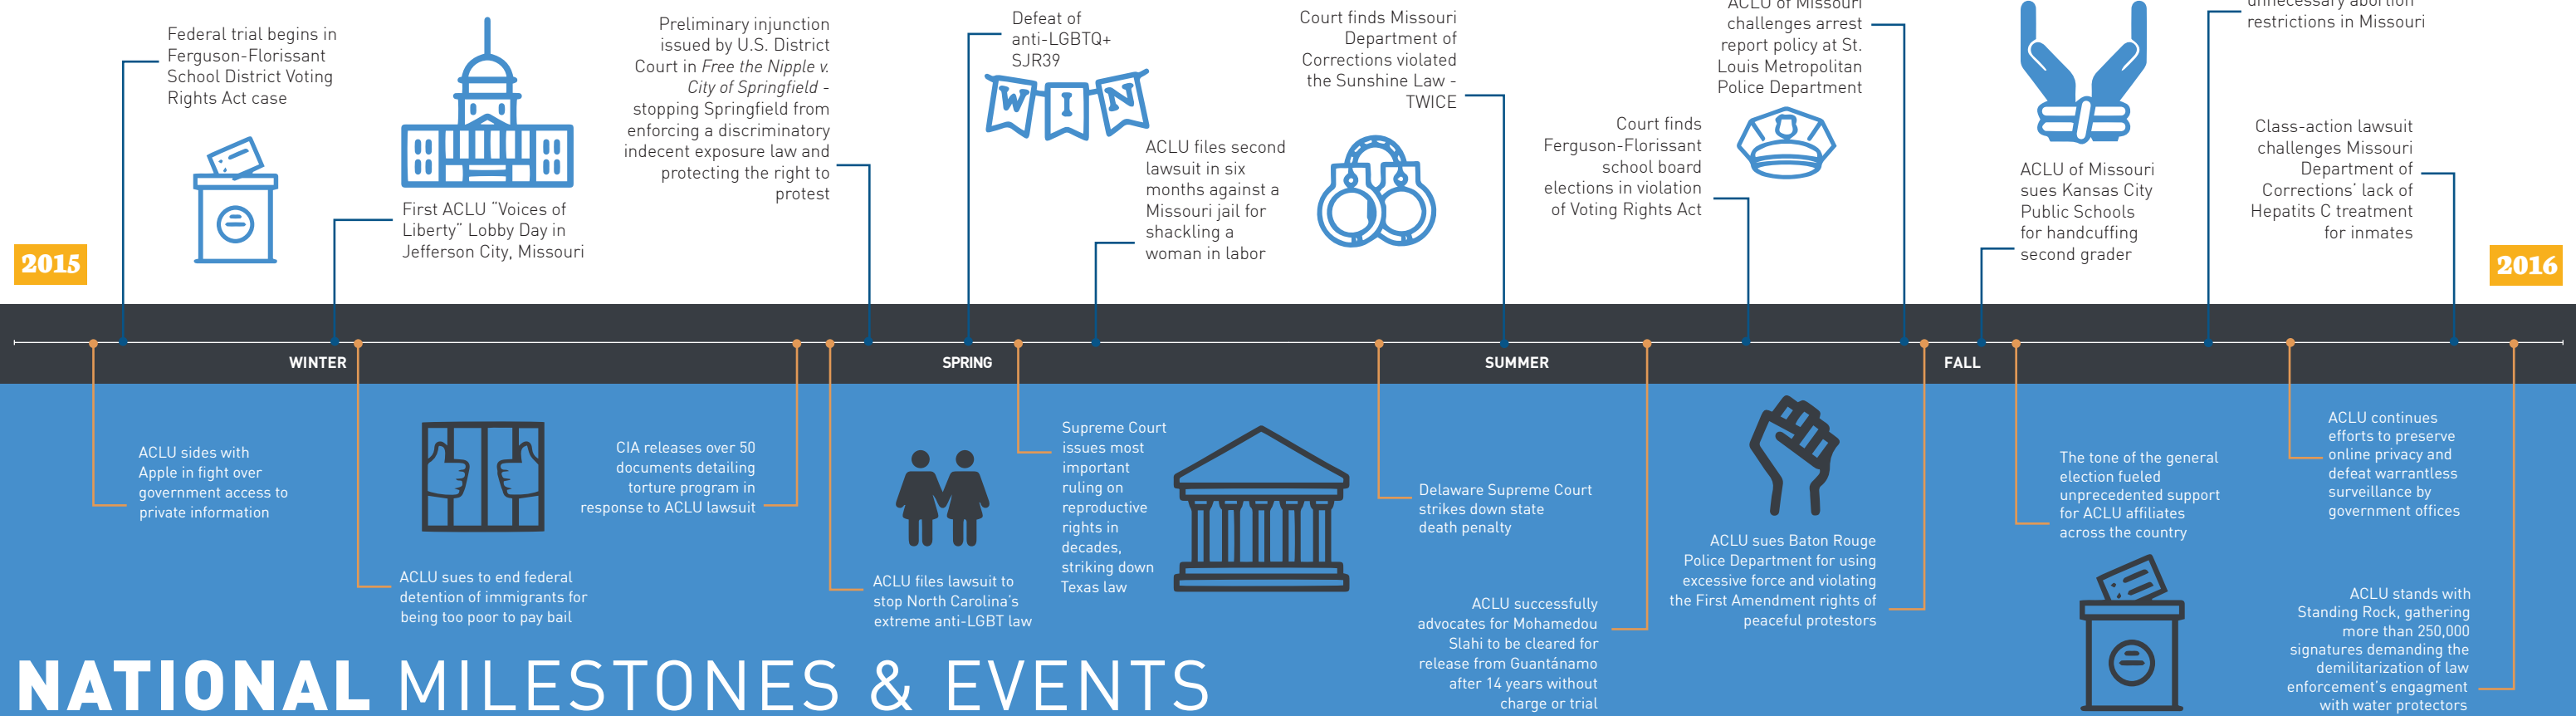 Federal trial begins in
Ferguson-Florissant
School District Voting
Rights Act case
First ACLU "Voices of
Liberty" Lobby Day in
Jefferson City, Missouri
Preliminary injunction
issued by U.S. District
Court in Free the Nipple v.
City of Springfield -
stopping Springfield from
enforcing a discriminatory
indecent exposure law and
protecting the right to
protest
Defeat of
anti-LGBTQ+
SJR39
WIN
ACLU files second
lawsuit in six
months against a
Missouri jail for
shackling a
woman in labor
Court finds Missouri
Department of
Corrections violated
the Sunshine Law -
TWICE
Court finds
Ferguson-Florissant
school board
elections in violation
of Voting Rights Act
ACLU of Missouri
challenges arrest
report policy at St.
Louis Metropolitan
Police Department
ACLU of Missouri
sues Kansas City
Public Schools
for handcuffing
second grader
unnecessary abortion
restrictions in Missouri
Class-action lawsuit
challenges Missouri
Department of
Corrections' lack of
Hepatits C treatment
for inmates
2015
2016
WINTER
SPRING
SUMMER
FALL
ACLU sides with
Apple in fight over
government access to
private information
ACLU sues to end federal
detention of immigrants for
being too poor to pay bail
CIA releases over 50
documents detailing
torture program in
response to ACLU lawsuit
ACLU files lawsuit to
stop North Carolina's
extreme anti-LGBT law
Supreme Court
issues most
important
ruling on
reproductive
rights in
decades,
striking down
Texas law
Delaware Supreme Court
strikes down state
death penalty
ACLU successfully
advocates for Mohamedou
Slahi to be cleared for
release from Guantánamo
after 14 years without
charge or trial
ACLU sues Baton Rouge
Police Department for using
excessive force and violating
the First Amendment rights of
peaceful protestors
The tone of the general
election fueled
unprecedented support
for ACLU affiliates
across the country
ACLU continues
efforts to preserve
online privacy and
defeat warrantless
surveillance by
government offices
ACLU stands with
Standing Rock, gathering
more than 250,000
signatures demanding the
demilitarization of law
enforcement's engagment
with water protectors
NATIONAL MILESTONES & EVENTS